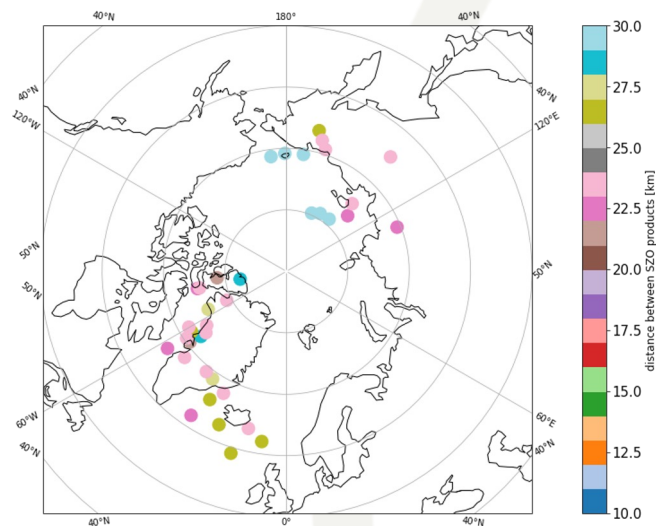 40°N 180° 40°N
30.0
40°N 40°N
120°W 120°E
27.5
25.0
22.5
50°N 50°N
50°N
20.0
17.5
15.0
60°W 60°E
40°N 40°N
12.5
10.0
40°N 0° 40°N
distance between SZO products [km]